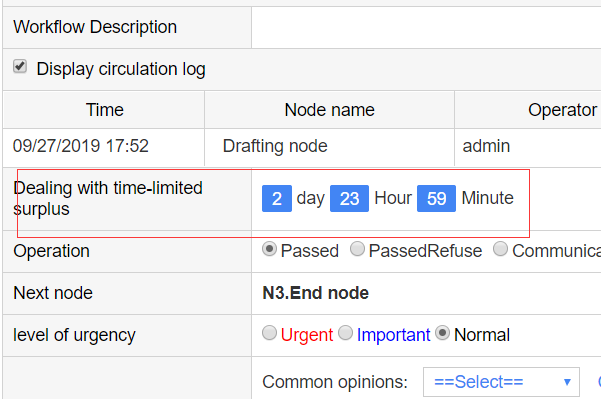 Workflow Description
Display circulation log
Time Node name Operator
09/27/2019 17:52 Drafting node admin
Dealing with time-limited
surplus
2 day 23 Hour 59 Minute
Operation Passed PassedRefuse Communica
Next node N3.End node
level of urgency Urgent Important Normal
Common opinions: ==Select==